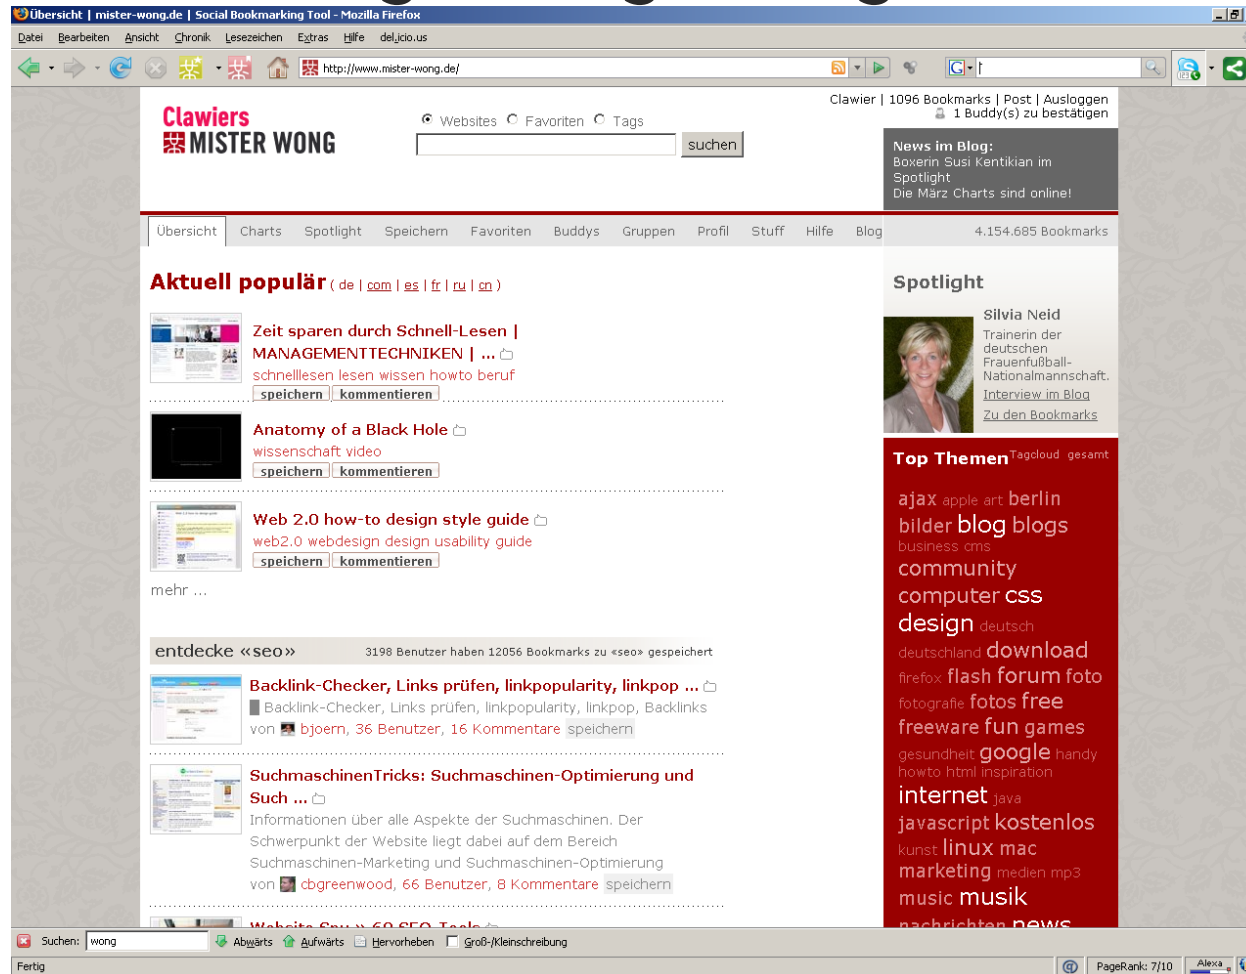 Übersicht | mister-wong.de | Social Bookmarking Tool - Mozilla Firefox
Datei Bearbeiten Ansicht Chronik Lesezeichen Extras Hilfe del.icio.us
http://www.mister-wong.de/
Clawier | 1096 Bookmarks | Post | Ausloggen
1 Buddy(s) zu bestätigen
Clawiers
MISTER WONG
Websites Favoriten Tags
suchen
News im Blog:
Boxerin Susi Kentikian im
Spotlight
Die März Charts sind online!
Übersicht Charts Spotlight Speichern Favoriten Buddys Gruppen Profil Stuff Hilfe Blog 4.154.685 Bookmarks
Aktuell populär ( de | com | es | fr | ru | cn )
Zeit sparen durch Schnell-Lesen |
MANAGEMENTTECHNIKEN | ...
schnelllesen lesen wissen howto beruf
speichern kommentieren
Anatomy of a Black Hole
wissenschaft video
speichern kommentieren
Web 2.0 how-to design style guide
web2.0 webdesign design usability guide
speichern kommentieren
mehr ...
entdecke «seo» 3198 Benutzer haben 12056 Bookmarks zu «seo» gespeichert
Backlink-Checker, Links prüfen, linkpopularity, linkpop ...
Backlink-Checker, Links prüfen, linkpopularity, linkpop, Backlinks
von bjoern, 36 Benutzer, 16 Kommentare speichern
SuchmaschinenTricks: Suchmaschinen-Optimierung und
Such ...
Informationen über alle Aspekte der Suchmaschinen. Der
Schwerpunkt der Website liegt dabei auf dem Bereich
Suchmaschinen-Marketing und Suchmaschinen-Optimierung
von cbgreenwood, 66 Benutzer, 8 Kommentare speichern
Website Spy » 60 SEO Tools
Spotlight
Silvia Neid
Trainerin der
deutschen
Frauenfußball-
Nationalmannschaft.
Interview im Blog
Zu den Bookmarks
Top Themen Tagcloud gesamt
ajax apple art berlin
bilder blog blogs
business cms
community
computer css
design deutsch
deutschland download
firefox flash forum foto
fotografie fotos free
freeware fun games
gesundheit google handy
howto html inspiration
internet java
javascript kostenlos
kunst linux mac
marketing medien mp3
music musik
nachrichten news
Suchen: wong Abwärts Aufwärts Hervorheben Groß-/Kleinschreibung
Fertig PageRank: 7/10 Alexa